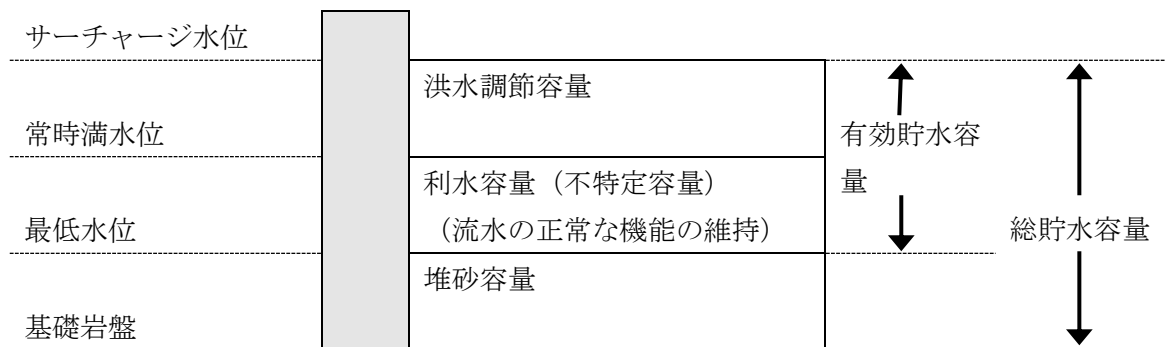 サーチャージ水位
洪水調節容量
常時満水位
有効貯水容
量
利水容量（不特定容量）
最低水位
（流水の正常な機能の維持）
総貯水容量
堆砂容量
基礎岩盤